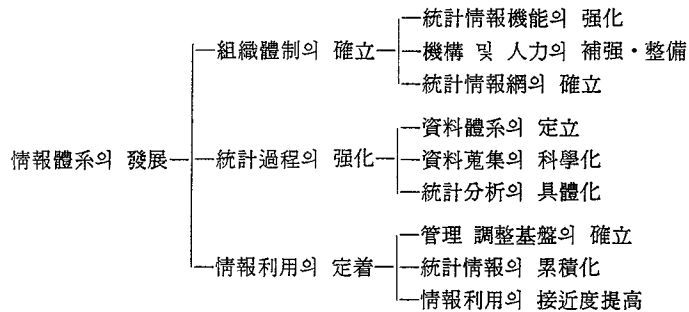 情報體系의 發展
組織體制의 確立
統計情報機能의 强化
機構 및 人力의 補强・整備
統計情報網의 確立
統計過程의 强化
資料體系의 定立
資料蒐集의 科學化
統計分析의 具體化
情報利用의 定着
管理 調整基盤의 確立
統計情報의 累積化
情報利用의 接近度提高